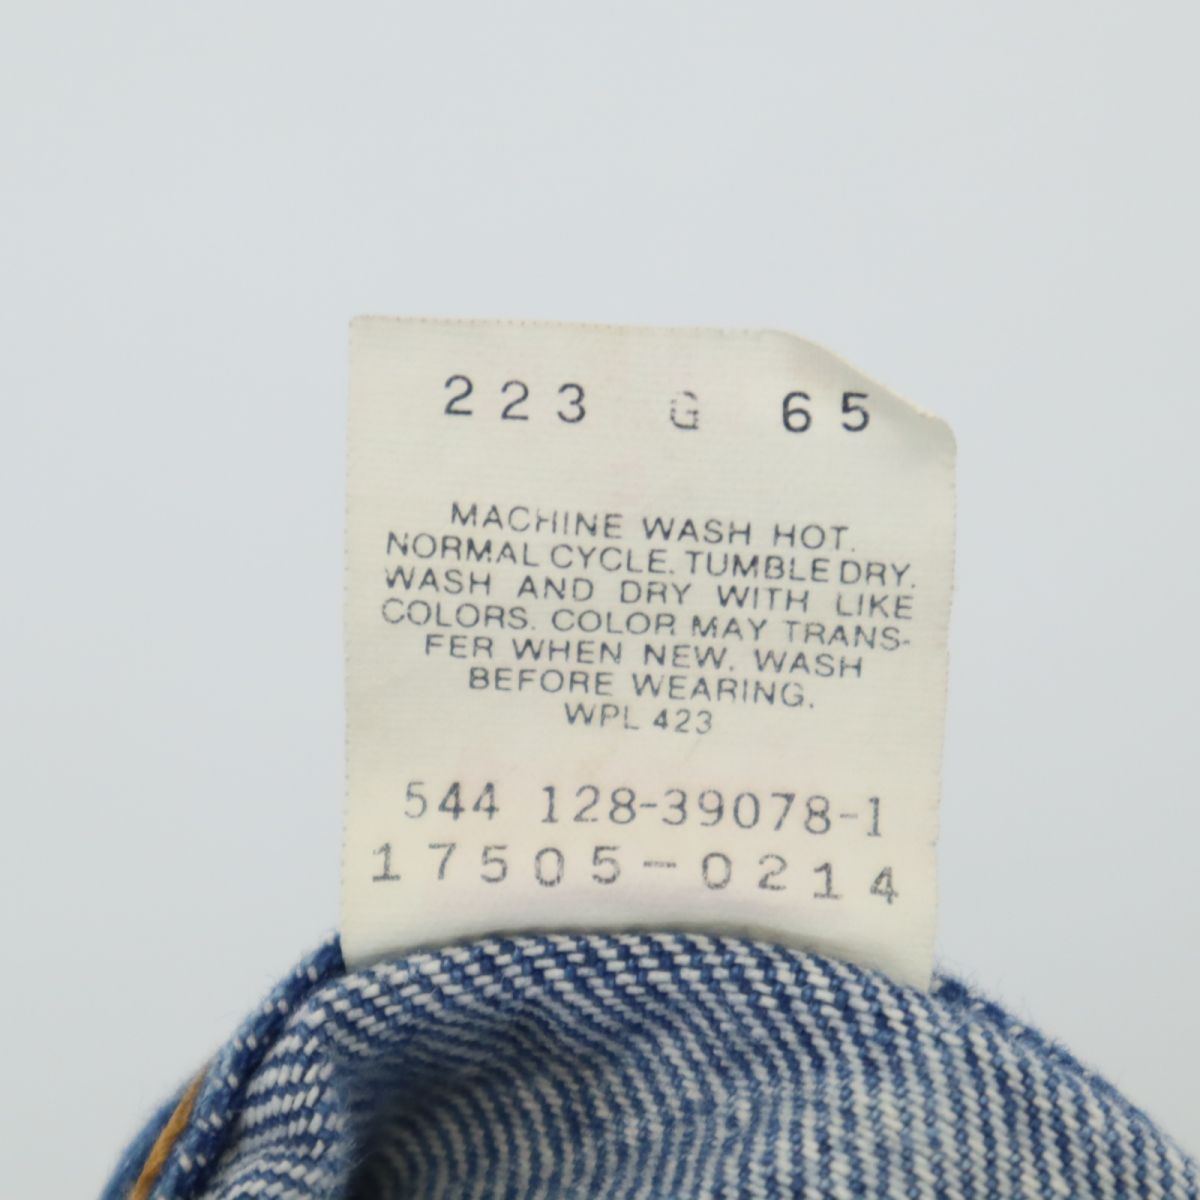 223 G 65
MACHINE WASH HOT.
NORMAL CYCLE. TUMBLE DRY.
WASH AND DRY WITH LIKE
COLORS. COLOR MAY TRANS-
FER WHEN NEW. WASH
BEFORE WEARING.
WPL 423
544 128-39078-1
17505-0214